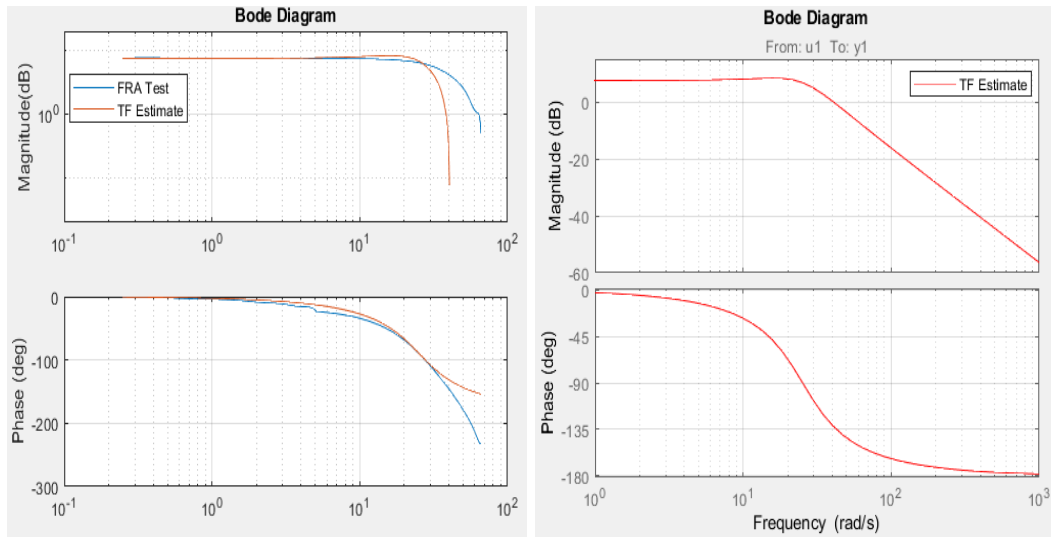 Bode Diagram
Magnitude(dB)
10^0
FRA Test
TF Estimate
10^-1
10^0
10^1
10^2
Phase (deg)
0
-100
-200
-300
10^-1
10^0
10^1
10^2
Bode Diagram
From: u1 To: y1
Magnitude (dB)
0
-20
-40
-60
TF Estimate
Phase (deg)
0
-45
-90
-135
-180
10^0
10^1
10^2
10^3
Frequency (rad/s)